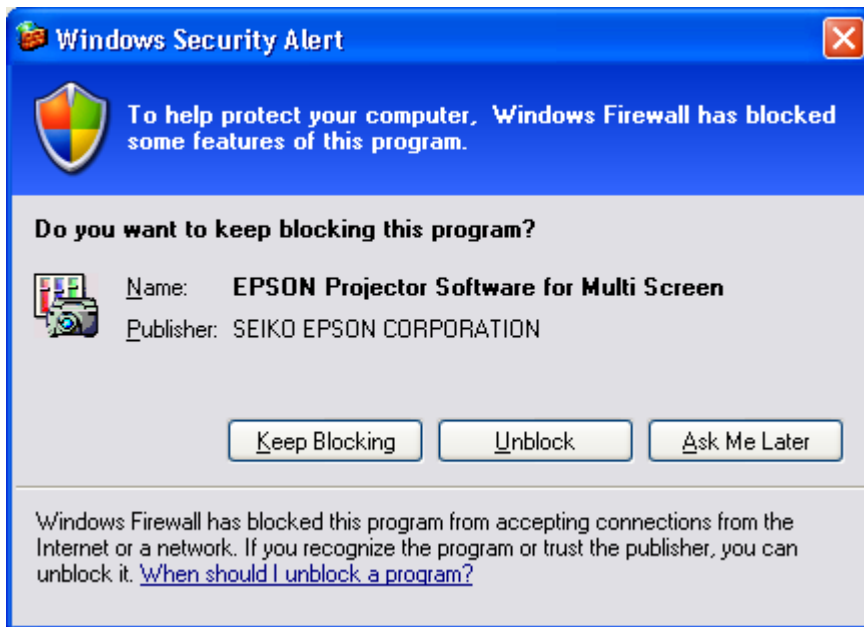 Windows Security Alert
To help protect your computer, Windows Firewall has blocked
some features of this program.
Do you want to keep blocking this program?
Name: EPSON Projector Software for Multi Screen
Publisher: SEIKO EPSON CORPORATION
Keep Blocking Unblock Ask Me Later
Windows Firewall has blocked this program from accepting connections from the
Internet or a network. If you recognize the program or trust the publisher, you can
unblock it. When should I unblock a program?